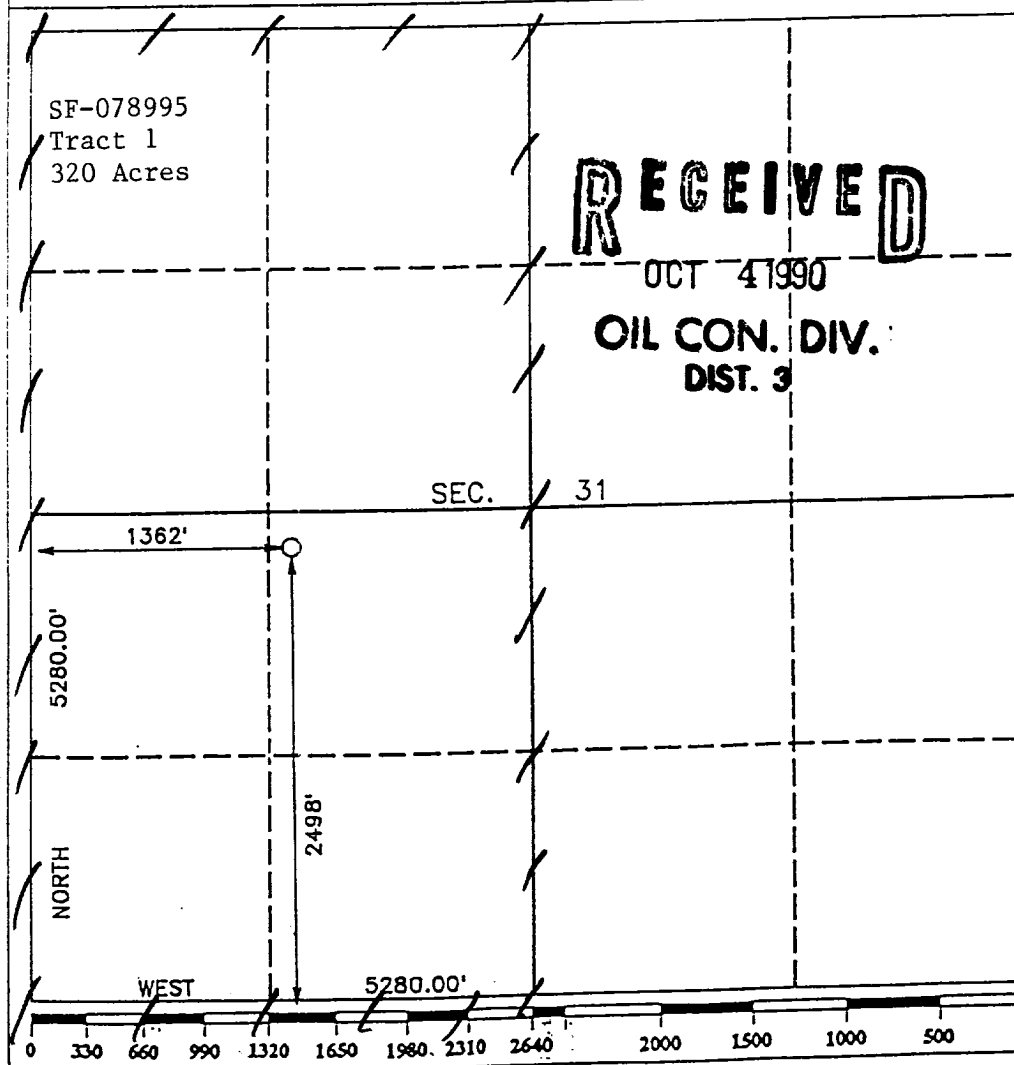 SF-078995
Tract 1
320 Acres
RECEIVED
OCT 4 1990
OIL CON. DIV.
DIST. 3
SEC. 31
1362'
5280.00'
2498'
NORTH
WEST 5280.00'
0 330 660 990 1320 1650 1980 2310 2640 2000 1500 1000 500